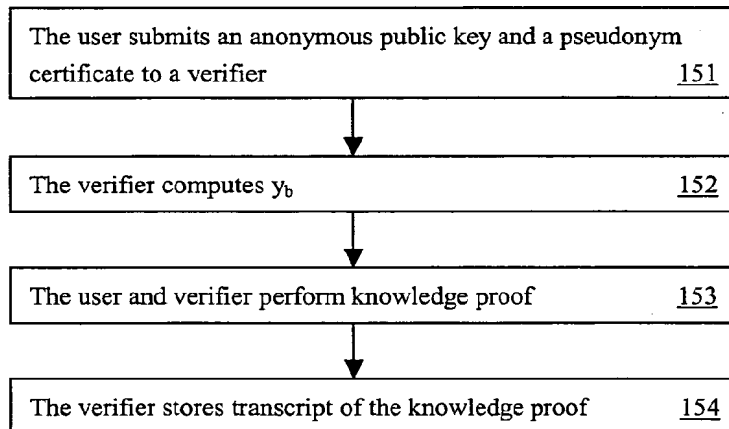 The user submits an anonymous public key and a pseudonym
certificate to a verifier 151
The verifier computes y_b 152
The user and verifier perform knowledge proof 153
The verifier stores transcript of the knowledge proof 154